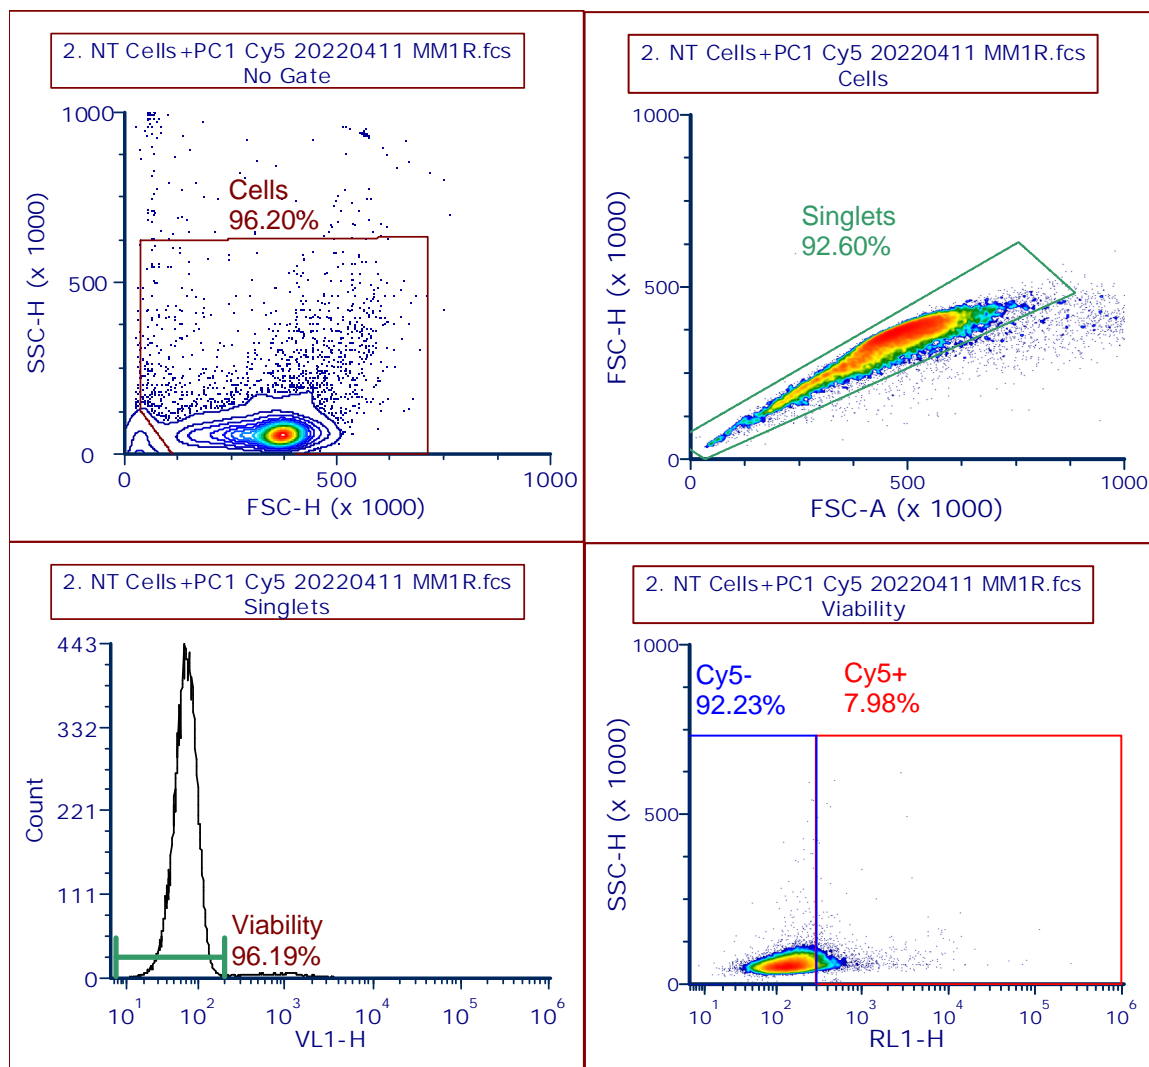 2. NT Cells+PC1 Cy5 20220411 MM1R.fcs
No Gate
1000
500
0
SSC-H (x 1000)
Cells
96.20%
0 500 1000
FSC-H (x 1000)
2. NT Cells+PC1 Cy5 20220411 MM1R.fcs
Cells
1000
500
0
FSC-H (x 1000)
Singlets
92.60%
0 500 1000
FSC-A (x 1000)
2. NT Cells+PC1 Cy5 20220411 MM1R.fcs
Singlets
443
332
221
111
0
Count
Viability
96.19%
10^1 10^2 10^3 10^4 10^5 10^6
VL1-H
2. NT Cells+PC1 Cy5 20220411 MM1R.fcs
Viability
1000
500
0
SSC-H (x 1000)
Cy5-
92.23%
Cy5+
7.98%
10^1 10^2 10^3 10^4 10^5 10^6
RL1-H